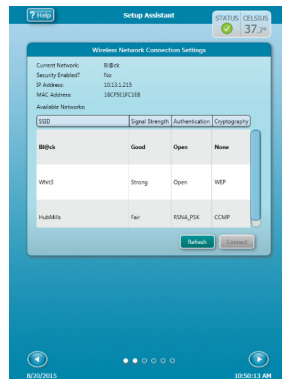 ? Help
Setup Assistant
STATUS CELSIUS
37.7°
Wireless Network Connection Settings
Current Network: Bl@ck
Security Enabled? No
IP Address: 10.13.1.215
MAC Address: 18CF5E1FC1E8
Available Networks:
SSID Signal Strength Authentication Cryptography
Bl@ck Good Open None
Whit3 Strong Open WEP
HubMills Fair RSNA_PSK CCMP
Refresh Connect
8/20/2015 10:50:13 AM